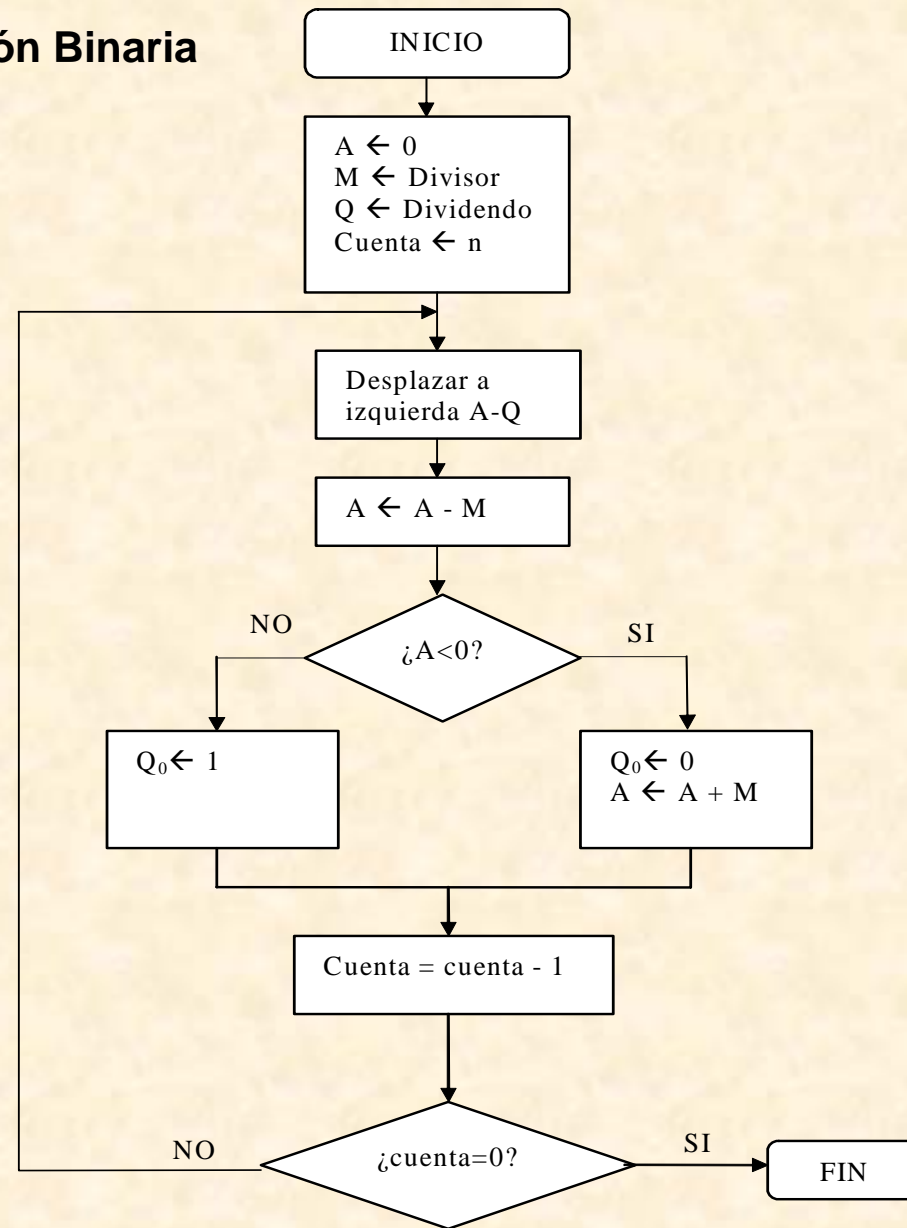 ón Binaria
INICIO
A ← 0
M ← Divisor
Q ← Dividendo
Cuenta ← n
Desplazar a
izquierda A-Q
A ← A - M
¿A<0?
NO
SI
Q₀← 1
Q₀← 0
A ← A + M
Cuenta = cuenta - 1
¿cuenta=0?
NO
SI
FIN